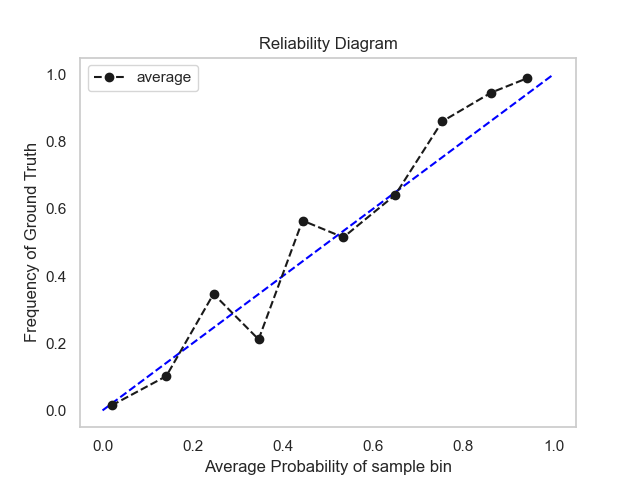 Reliability Diagram
average
1.0
0.8
0.6
0.4
0.2
0.0
Frequency of Ground Truth
0.0 0.2 0.4 0.6 0.8 1.0
Average Probability of sample bin